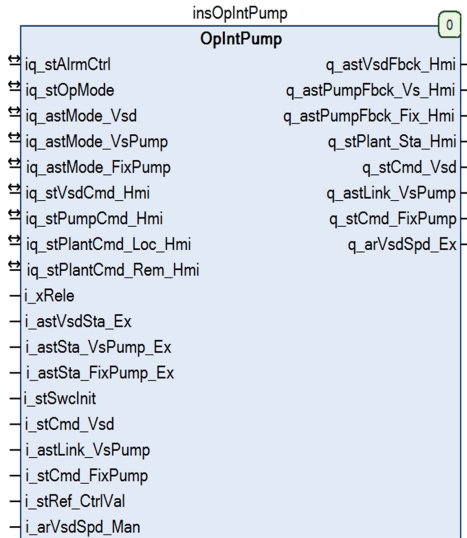 insOpIntPump
0
OpIntPump
iq_stAlrmCtrl
q_astVsdFbck_Hmi
iq_stOpMode
q_astPumpFbck_Vs_Hmi
iq_astMode_Vsd
q_astPumpFbck_Fix_Hmi
iq_astMode_VsPump
q_stPlant_Sta_Hmi
iq_astMode_FixPump
q_stCmd_Vsd
iq_stVsdCmd_Hmi
q_astLink_VsPump
iq_stPumpCmd_Hmi
q_stCmd_FixPump
iq_stPlantCmd_Loc_Hmi
q_arVsdSpd_Ex
iq_stPlantCmd_Rem_Hmi
i_xRele
i_astVsdSta_Ex
i_astSta_VsPump_Ex
i_astSta_FixPump_Ex
i_stSwcInit
i_stCmd_Vsd
i_astLink_VsPump
i_stCmd_FixPump
i_stRef_CtrlVal
i_arVsdSpd_Man